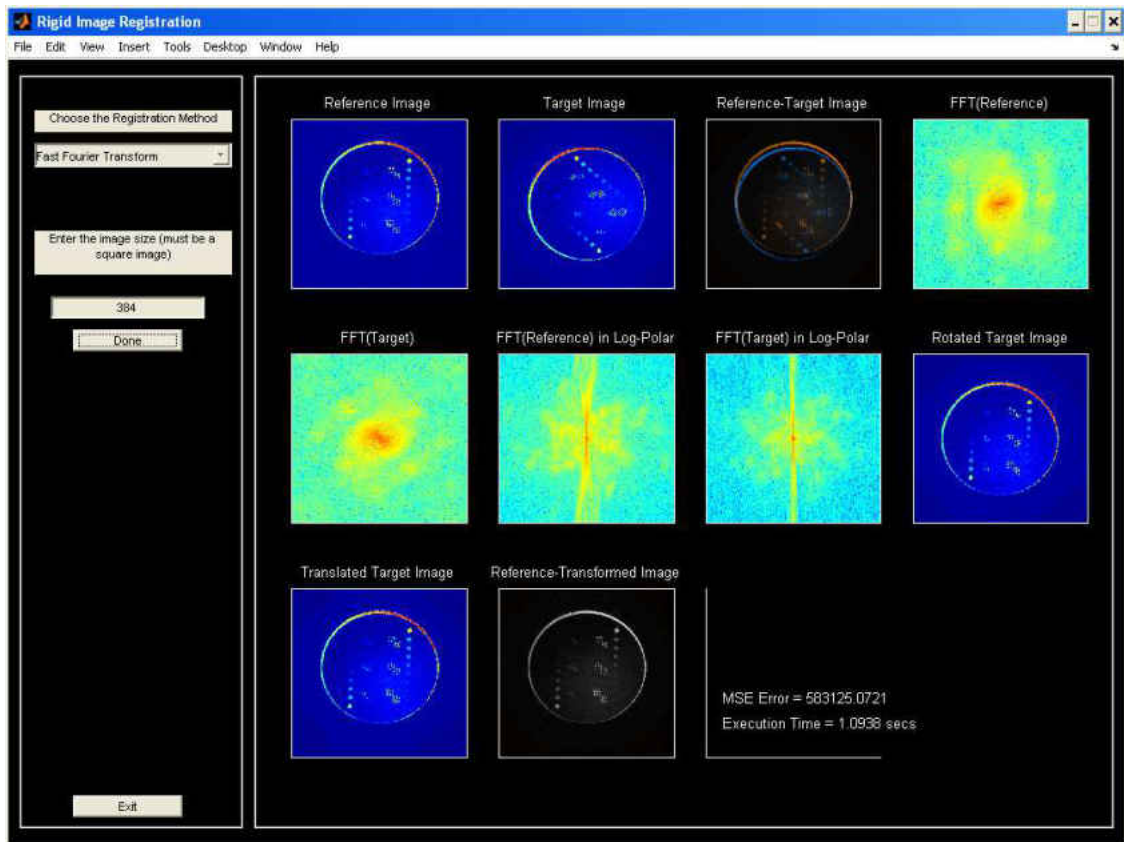 Rigid Image Registration
File Edit View Insert Tools Desktop Window Help
Choose the Registration Method
Fast Fourier Transform
Enter the image size (must be a
square image)
384
Done
Exit
Reference Image
Target Image
Reference-Target Image
FFT(Reference)
FFT(Target)
FFT(Reference) in Log-Polar
FFT(Target) in Log-Polar
Rotated Target Image
Translated Target Image
Reference-Transformed Image
MSE Error = 583125.0721
Execution Time = 1.0938 secs